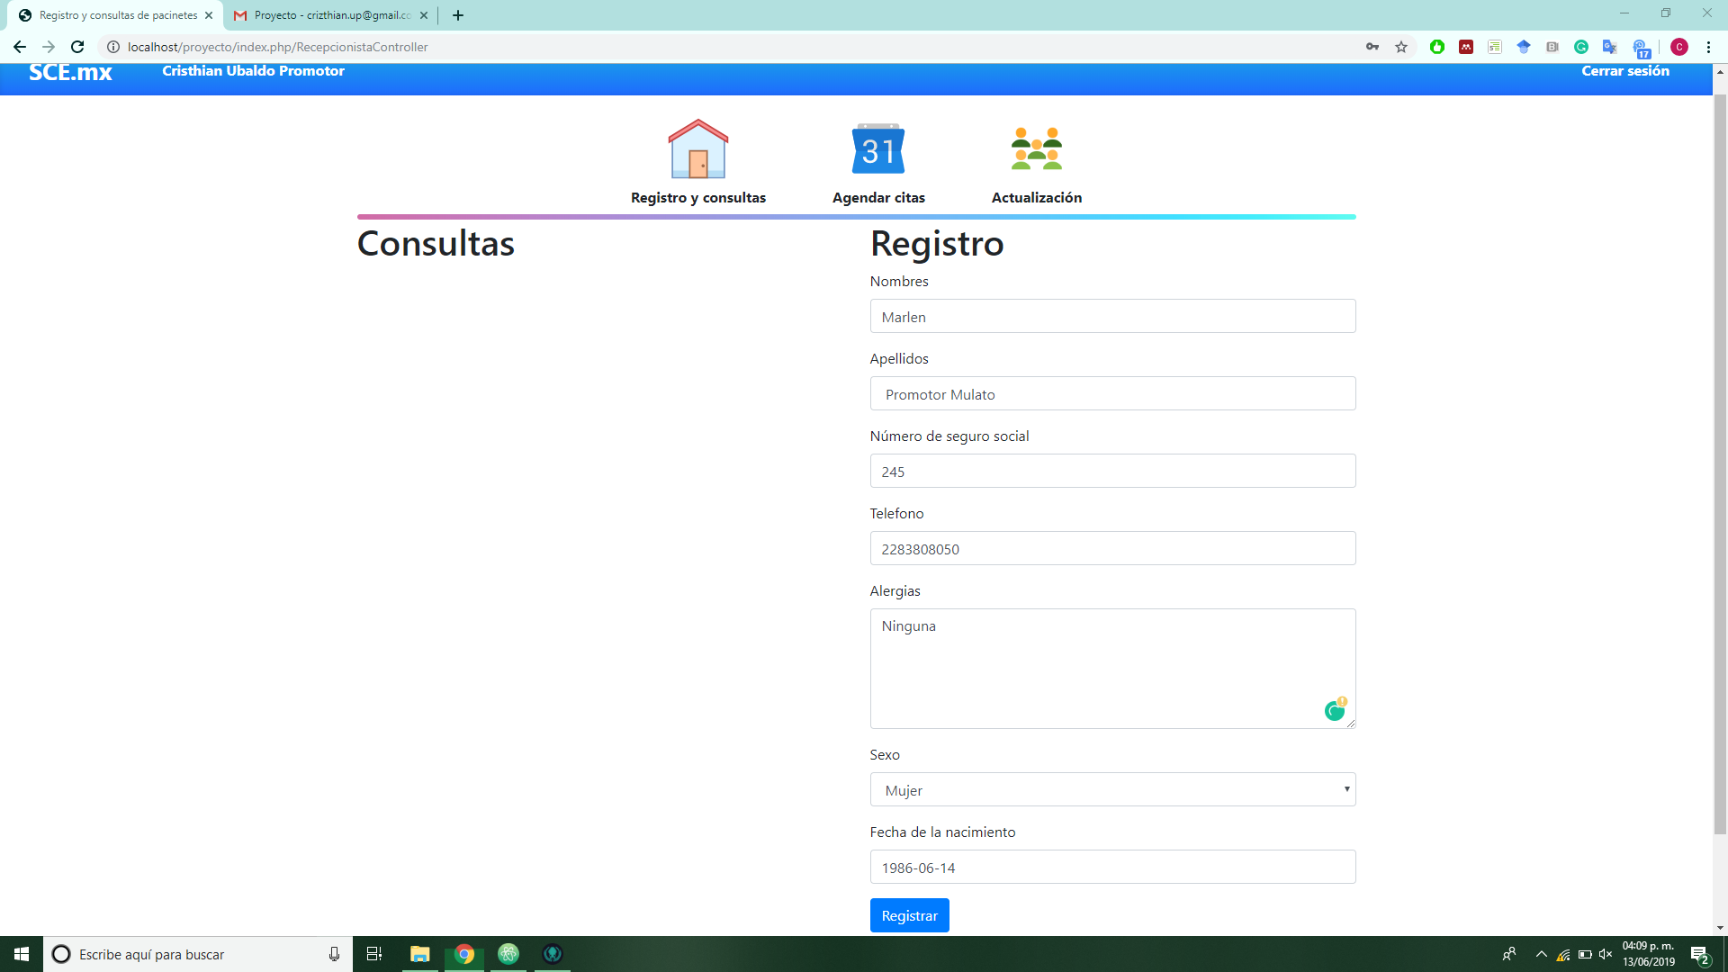 Registro y consultas de pacinetes
Proyecto - crizthian.up@gmail.co
localhost/proyecto/index.php/RecepcionistaController
17
C
SCE.mx
Cristhian Ubaldo Promotor
Cerrar sesión
31
Registro y consultas
Agendar citas
Actualización
Consultas
Registro
Nombres
Marlen
Apellidos
Promotor Mulato
Número de seguro social
245
Telefono
2283808050
Alergias
Ninguna
Sexo
Mujer
Fecha de la nacimiento
1986-06-14
Registrar
Escribe aquí para buscar
04:09 p. m.
13/06/2019
2